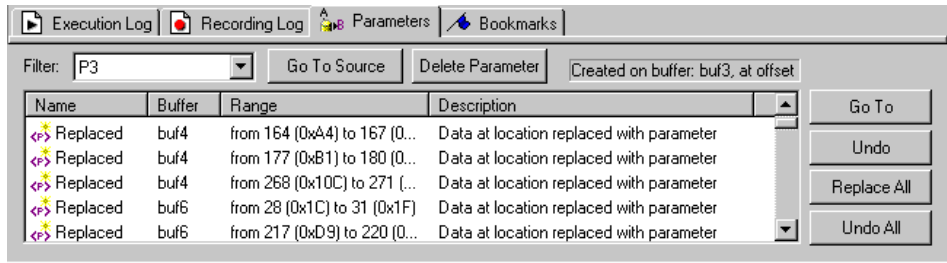 Execution Log Recording Log A B Parameters Bookmarks
Filter: P3 Go To Source Delete Parameter Created on buffer: buf3, at offset
Name Buffer Range Description Go To
<P> Replaced buf4 from 164 (0xA4) to 167 (0... Data at location replaced with parameter
<P> Replaced buf4 from 177 (0xB1) to 180 (0... Data at location replaced with parameter Undo
<P> Replaced buf4 from 268 (0x10C) to 271 (... Data at location replaced with parameter Replace All
<P> Replaced buf6 from 28 (0x1C) to 31 (0x1F) Data at location replaced with parameter
<P> Replaced buf6 from 217 (0xD9) to 220 (0... Data at location replaced with parameter Undo All